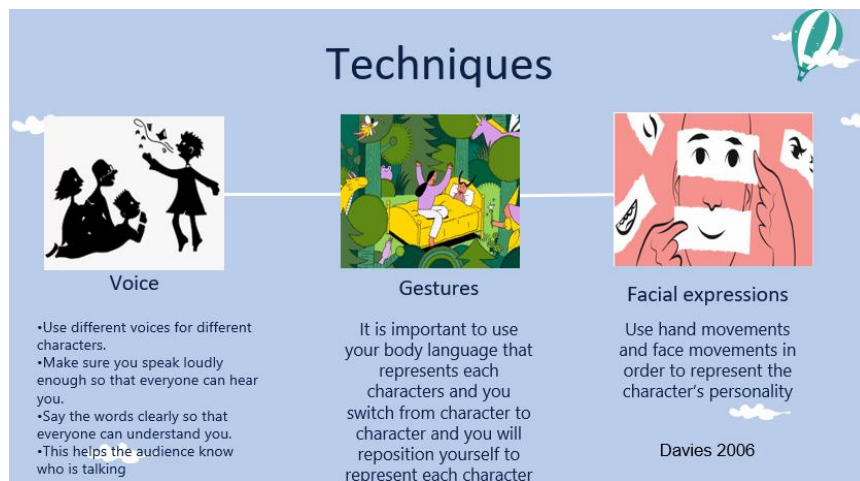 Techniques
Voice
•Use different voices for different
characters.
•Make sure you speak loudly
enough so that everyone can hear
you.
•Say the words clearly so that
everyone can understand you.
•This helps the audience know
who is talking
Gestures
It is important to use
your body language that
represents each
characters and you
switch from character to
character and you will
reposition yourself to
represent each character
Facial expressions
Use hand movements
and face movements in
order to represent the
character's personality
Davies 2006